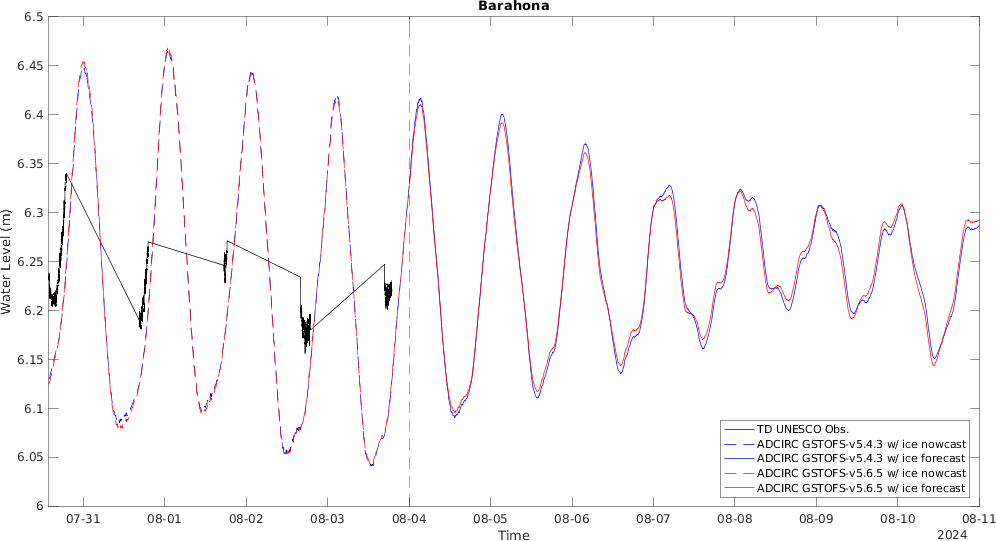 Barahona
6.5
6.45
6.4
6.35
6.3
6.25
6.2
6.15
6.1
6.05
6
Water Level (m)
TD UNESCO Obs.
ADCIRC GSTOFS-v5.4.3 w/ ice nowcast
ADCIRC GSTOFS-v5.4.3 w/ ice forecast
ADCIRC GSTOFS-v5.6.5 w/ ice nowcast
ADCIRC GSTOFS-v5.6.5 w/ ice forecast
07-31 08-01 08-02 08-03 08-04 08-05 08-06 08-07 08-08 08-09 08-10 08-11
Time
2024